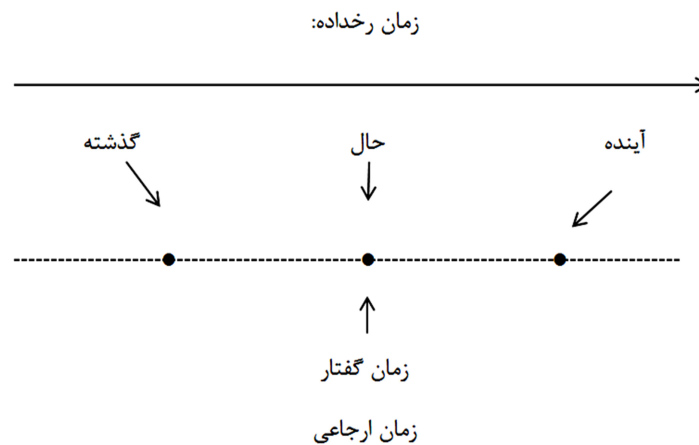 زمان رخداده:
آینده
حال
گذشته
زمان گفتار
زمان ارجاعی